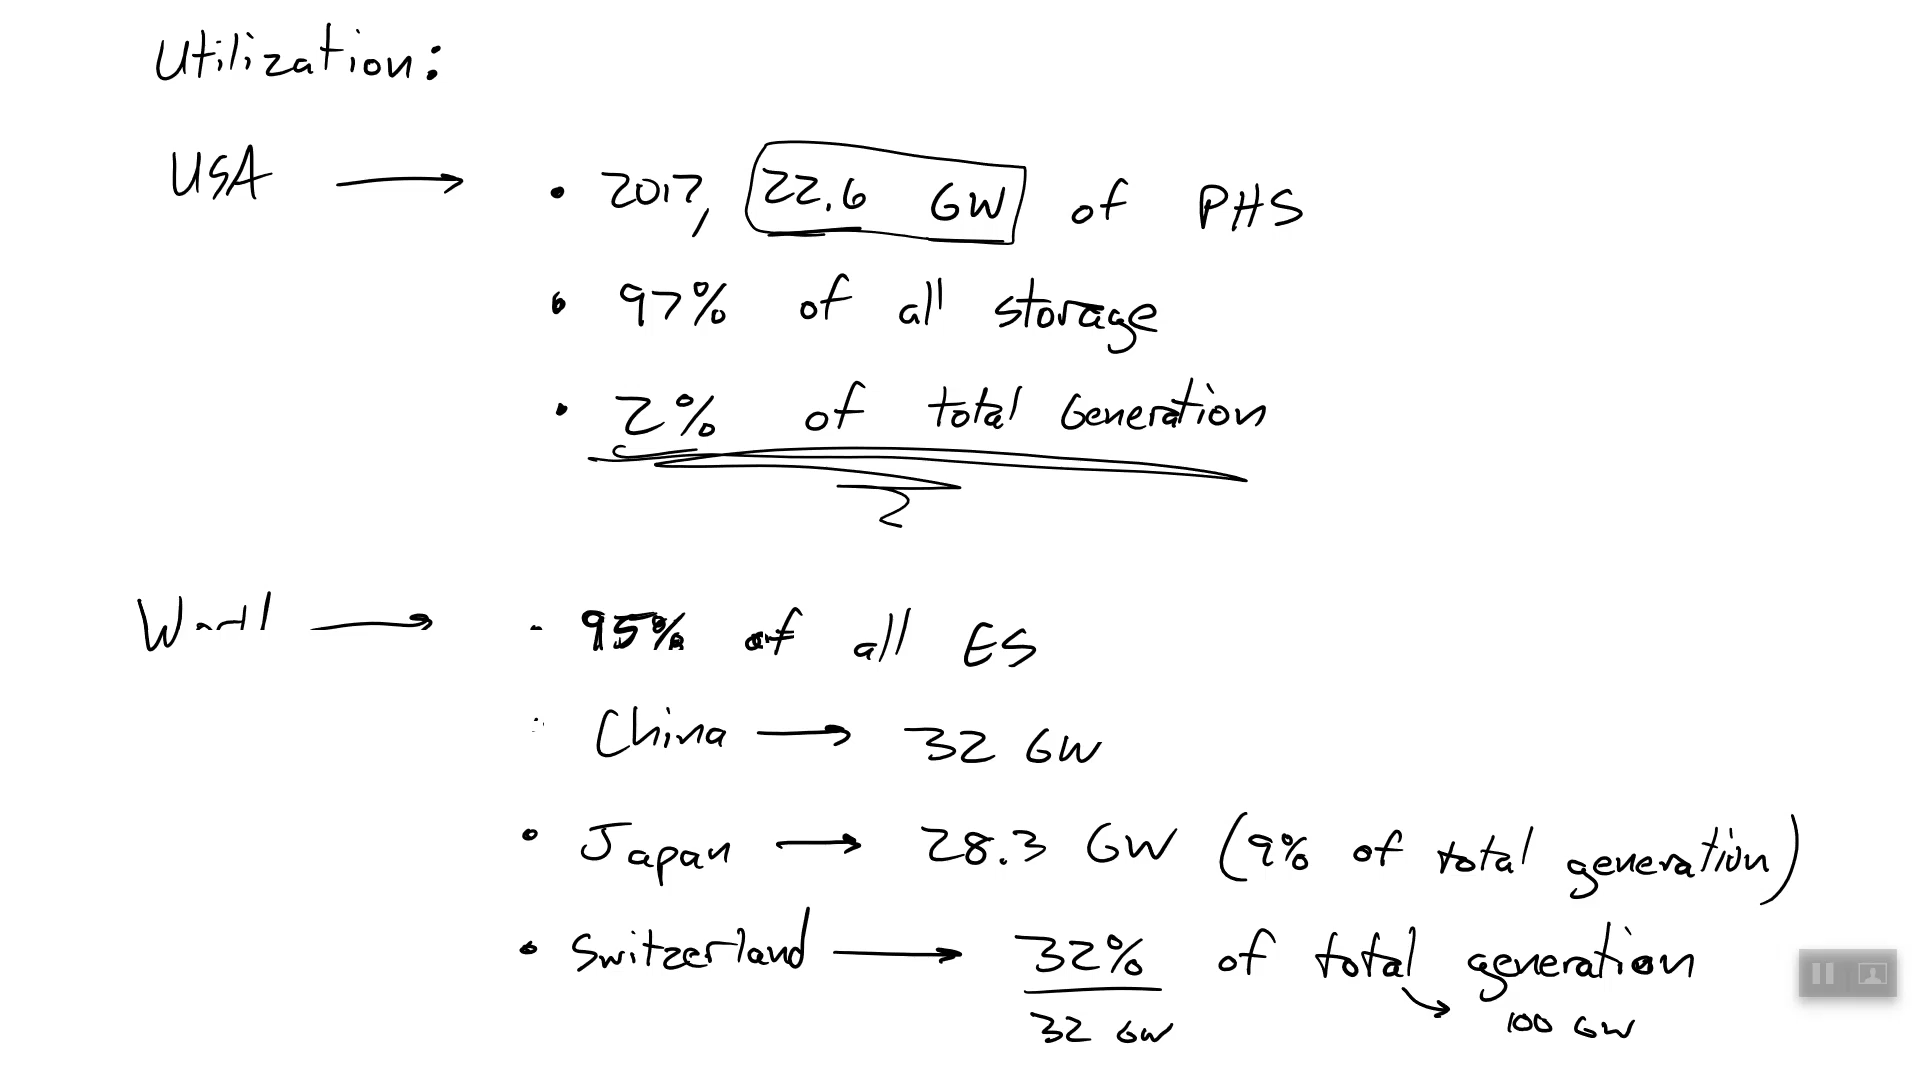 Utilization:
USA → • 2017, 22.6 GW of PHS
• 97% of all storage
• 2% of total Generation
World → • 95% of all ES
China → 32 GW
• Japan → 28.3 GW (9% of total generation)
• Switzerland → 32% of total generation
32 GW 100 GW